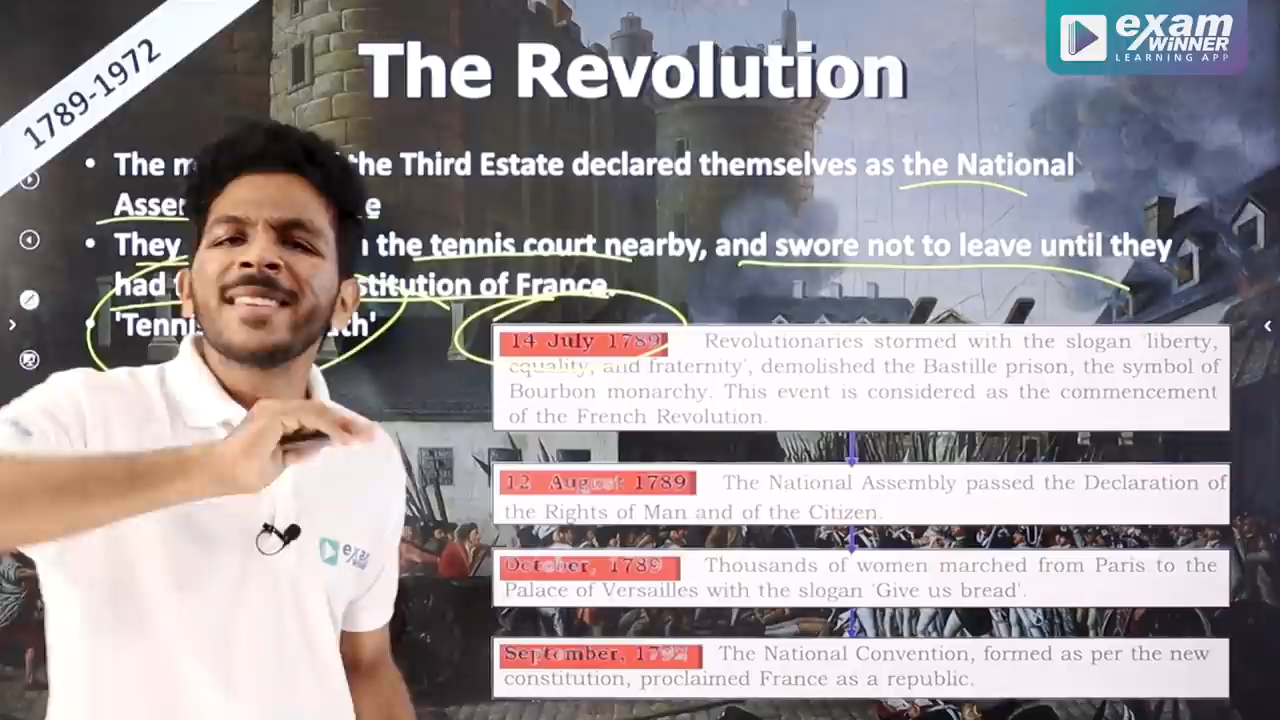 1789-1972
The Revolution
exam
WINNER
LEARNING APP
• The the Third Estate declared themselves as the National
• They the tennis court nearby, and swore not to leave until they
had of France.
• 
14 July 1789 Revolutionaries stormed with the slogan 'liberty,
equality, and fraternity', demolished the Bastille prison, the symbol of
Bourbon monarchy. This event is considered as the commencement
of the French Revolution.
12 August 1789 The National Assembly passed the Declaration of
the Rights of Man and of the Citizen.
October, 1789 Thousands of women marched from Paris to the
Palace of Versailles with the slogan 'Give us bread'.
September, 1792 The National Convention, formed as per the new
constitution, proclaimed France as a republic.